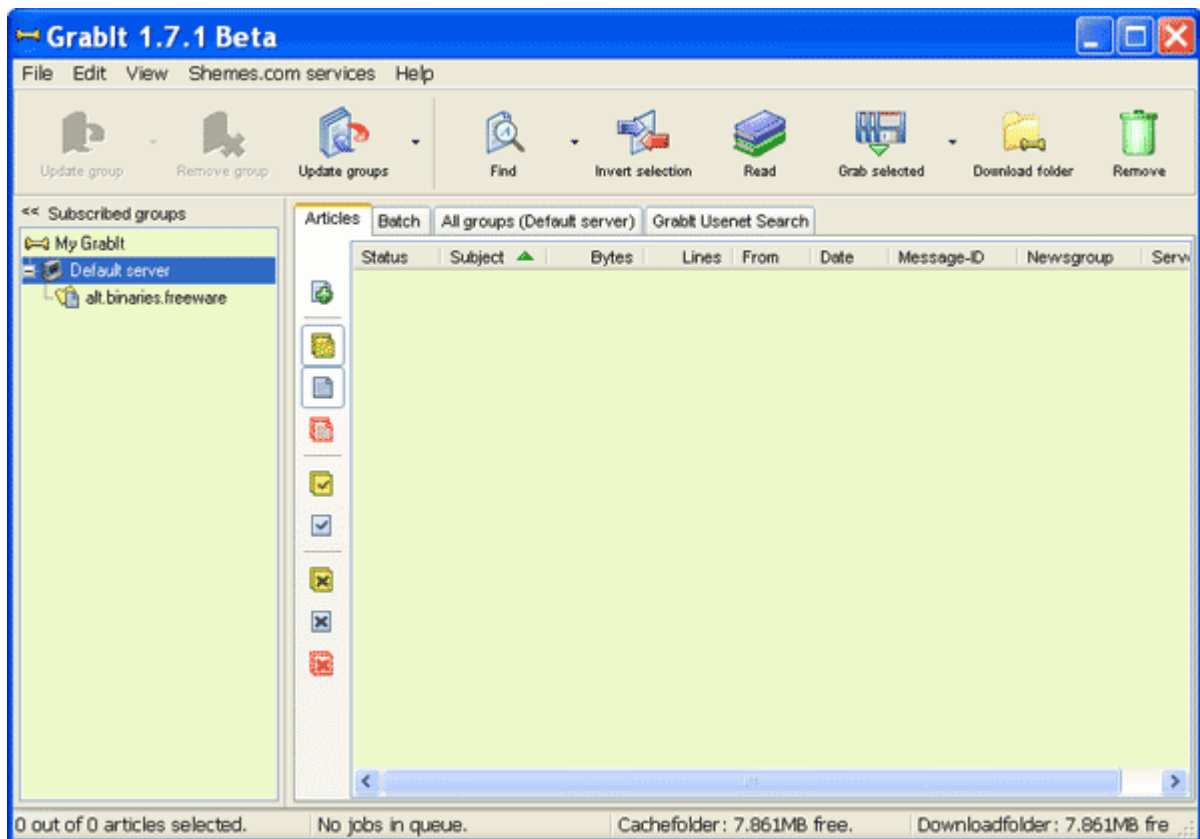 GrabIt 1.7.1 Beta
File Edit View Shemes.com services Help
Update group Remove group Update groups Find Invert selection Read Grab selected Download folder Remove
<< Subscribed groups
Articles Batch All groups (Default server) GrabIt Usenet Search
My GrabIt
Default server
alt.binaries.freeware
Status Subject Bytes Lines From Date Message-ID Newsgroup Serv
0 out of 0 articles selected. No jobs in queue. Cachefolder: 7.861MB free. Downloadfolder: 7.861MB fre